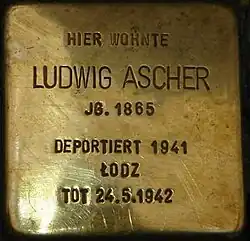 HIER WOHNTE
LUDWIG ASCHER
JG. 1865
DEPORTIERT 1941
ŁODZ
TOT 24.5.1942